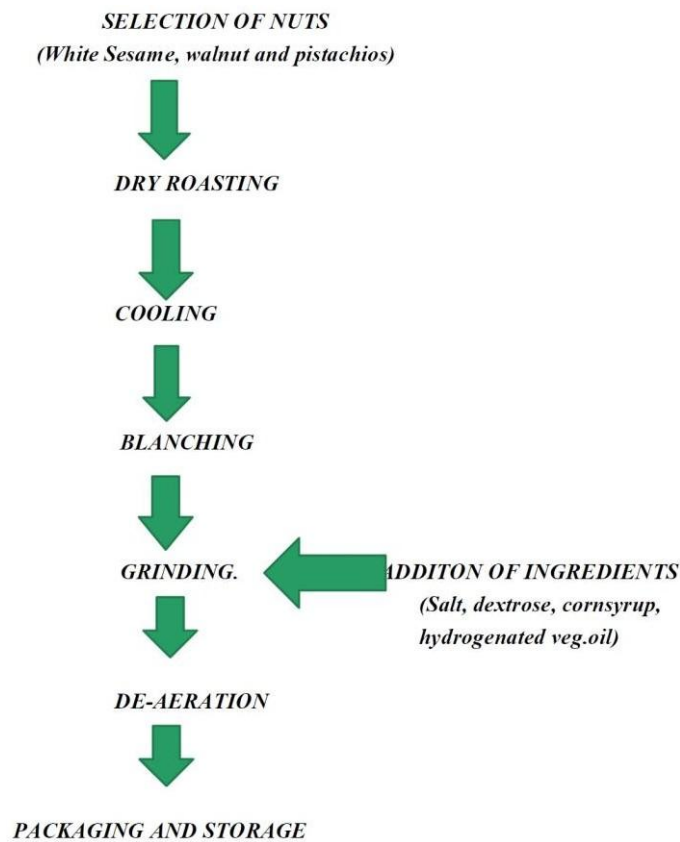 SELECTION OF NUTS
(White Sesame, walnut and pistachios)
DRY ROASTING
COOLING
BLANCHING
GRINDING.
ADDITON OF INGREDIENTS
(Salt, dextrose, cornsyrup,
hydrogenated veg.oil)
DE-AERATION
PACKAGING AND STORAGE